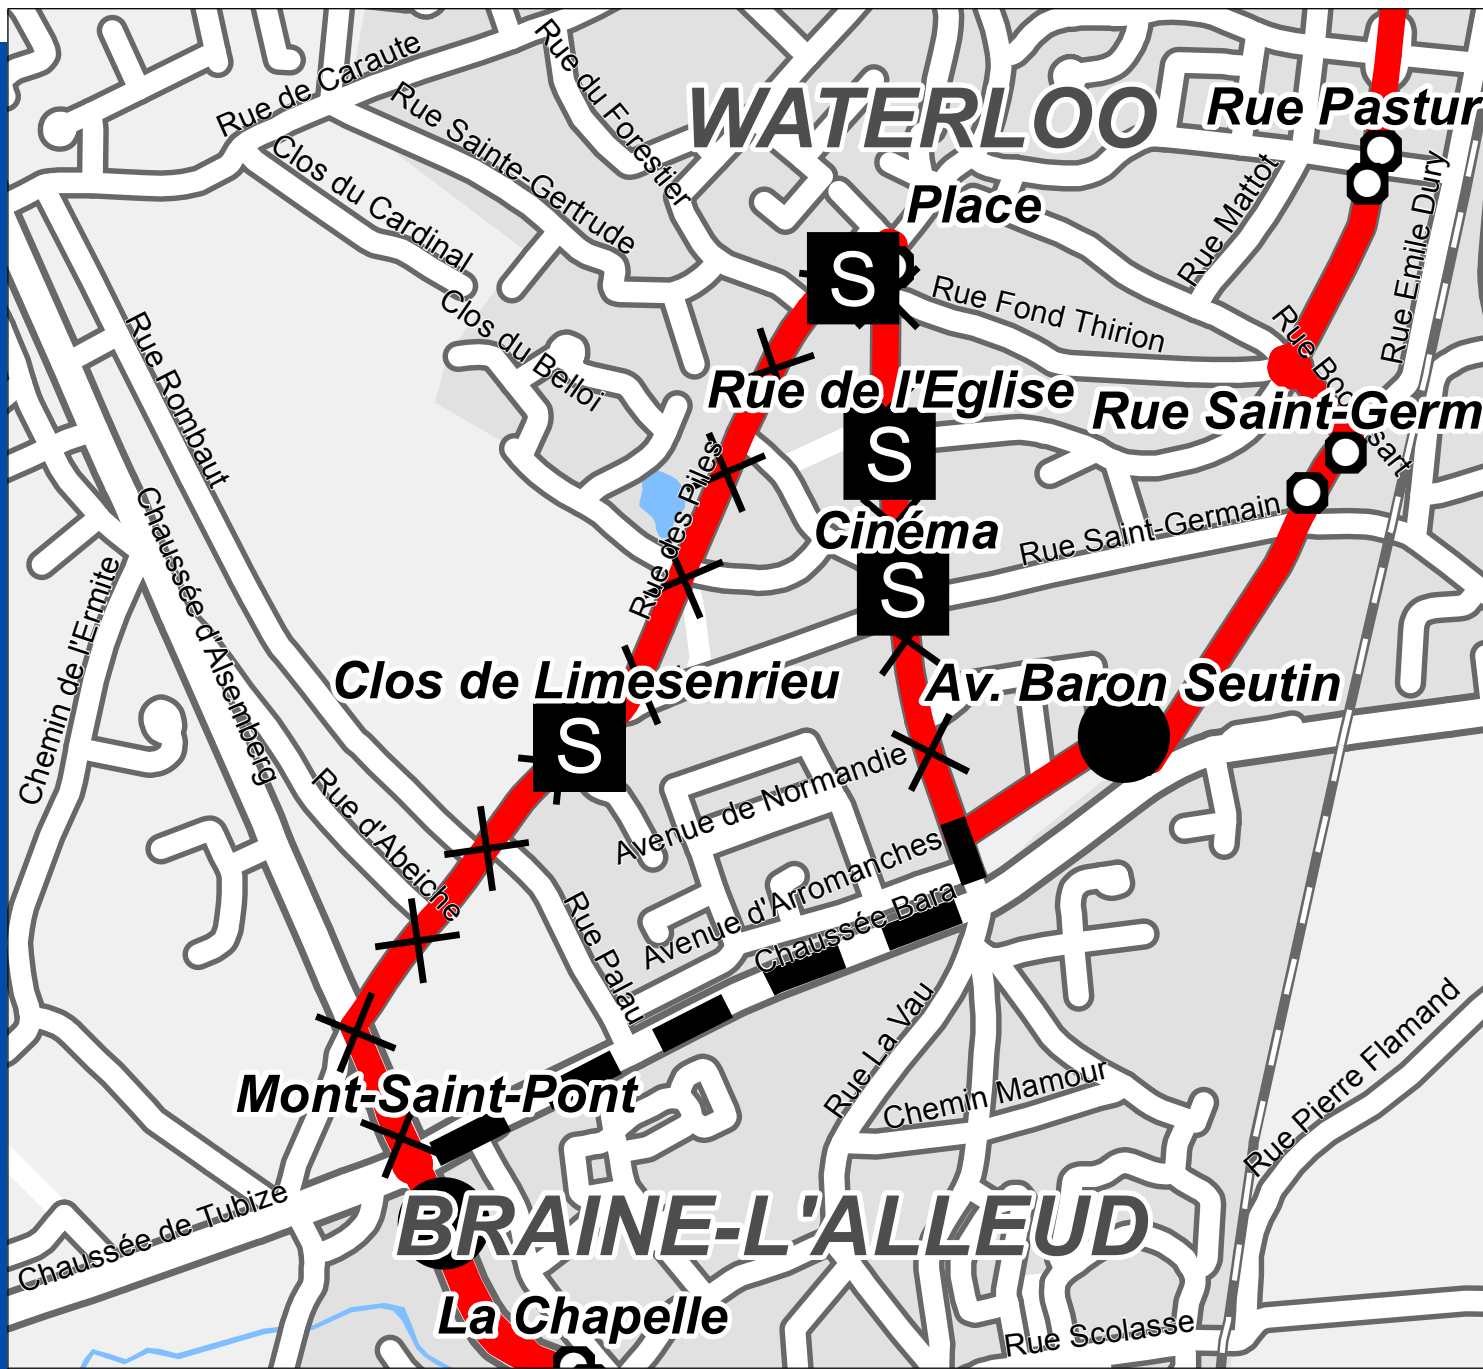 Rue de Caraute
Rue du Forestier
WATERLOO
Rue Pastur
Rue Sainte-Gertrude
Clos du Cardinal
Place
Rue Mattot
Rue Emile Dury
Rue Fond Thirion
Clos du Belloi
Rue Rombaut
Rue de l'Eglise
Rue Saint-Germ
S
S
Rue des Piles
Cinéma
Rue Saint-Germain
S
Chaussée d'Alsemberg
Chemin de l'Ermite
Clos de Limesenrieu
Av. Baron Seutin
S
Avenue de Normandie
Rue d'Abeiche
Avenue d'Arromanches
Chaussée Bara
Rue Palau
Rue La Vau
Chemin Mamour
Rue Pierre Flamand
Mont-Saint-Pont
Chaussée de Tubize
BRAINE-L'ALLEUD
La Chapelle
Rue Scolasse